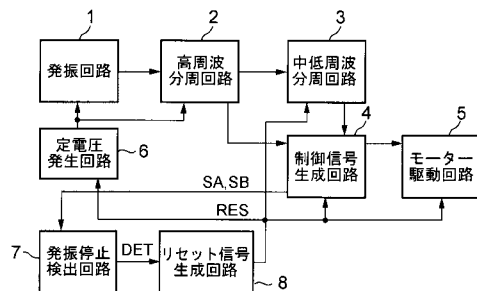 1
発振回路
2
高周波
分周回路
3
中低周波
分周回路
4
制御信号
生成回路
5
モーター
駆動回路
定電圧
発生回路
6
SA,SB
RES
7
発振停止
検出回路
DET
リセット信号
生成回路
8